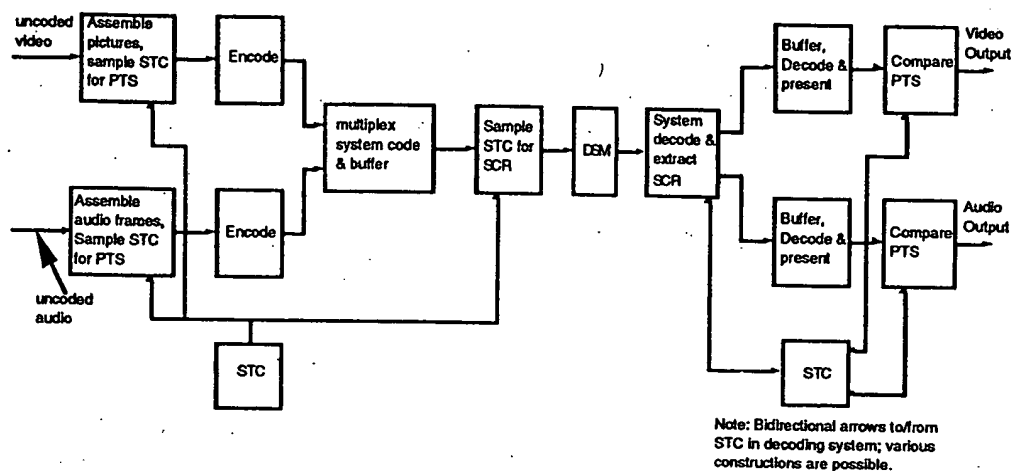 uncoded
video
Assemble
pictures,
sample STC
for PTS
Encode
multiplex
system code
& buffer
Sample
STC for
SCR
DSM
System
decode &
extract
SCR
Buffer,
Decode &
present
Compare
PTS
Video
Output
Assemble
audio frames,
Sample STC
for PTS
Encode
Buffer,
Decode &
present
Compare
PTS
Audio
Output
uncoded
audio
STC
STC
Note: Bidirectional arrows to/from
STC in decoding system; various
constructions are possible.